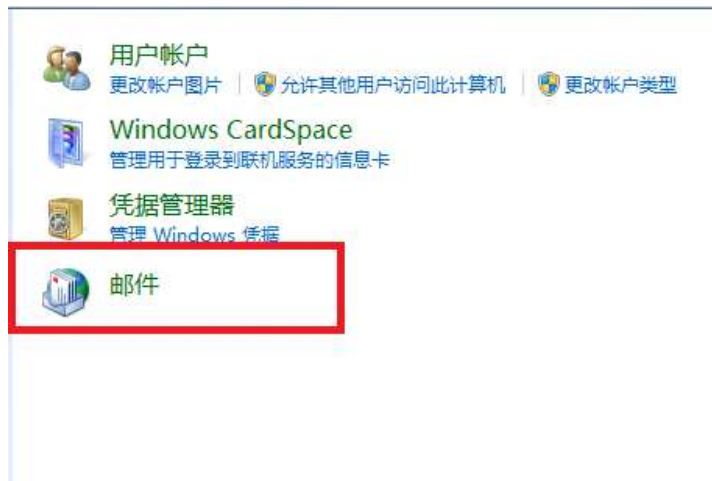 用户帐户
更改帐户图片 允许其他用户访问此计算机 更改帐户类型
Windows CardSpace
管理用于登录到联机服务的信息卡
凭据管理器
管理 Windows 凭据
邮件